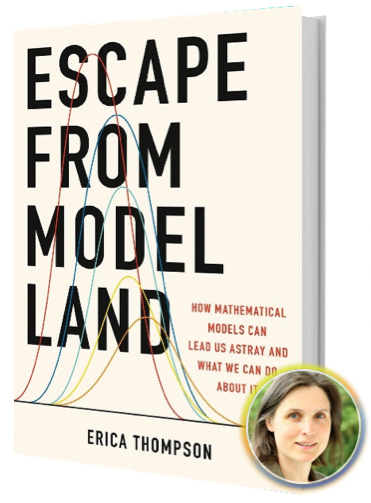 ESCAPE
FROM
MODEL
LAND
HOW MATHEMATICAL
MODELS CAN
LEAD US ASTRAY AND
WHAT WE CAN DO
ABOUT IT
ERICA THOMPSON